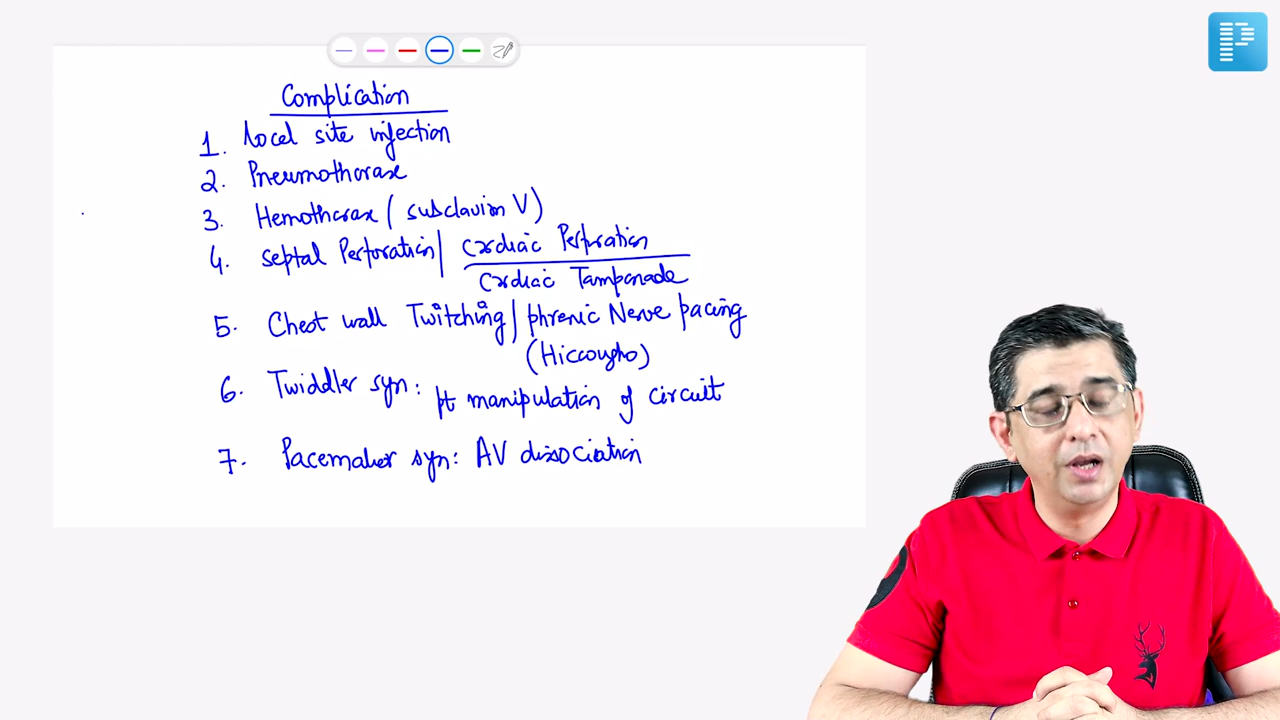 Complication
1. Local site infection
2. Pneumothorax
3. Hemothorax ( subclavian V )
4. septal Perforation / cardiac Perforation
cardiac Tamponade
5. Chest wall Twitching / phrenic Nerve pacing
(Hiccoughs)
6. Twiddler syn: pt manipulation of circuit
7. Pacemaker syn: AV dissociation